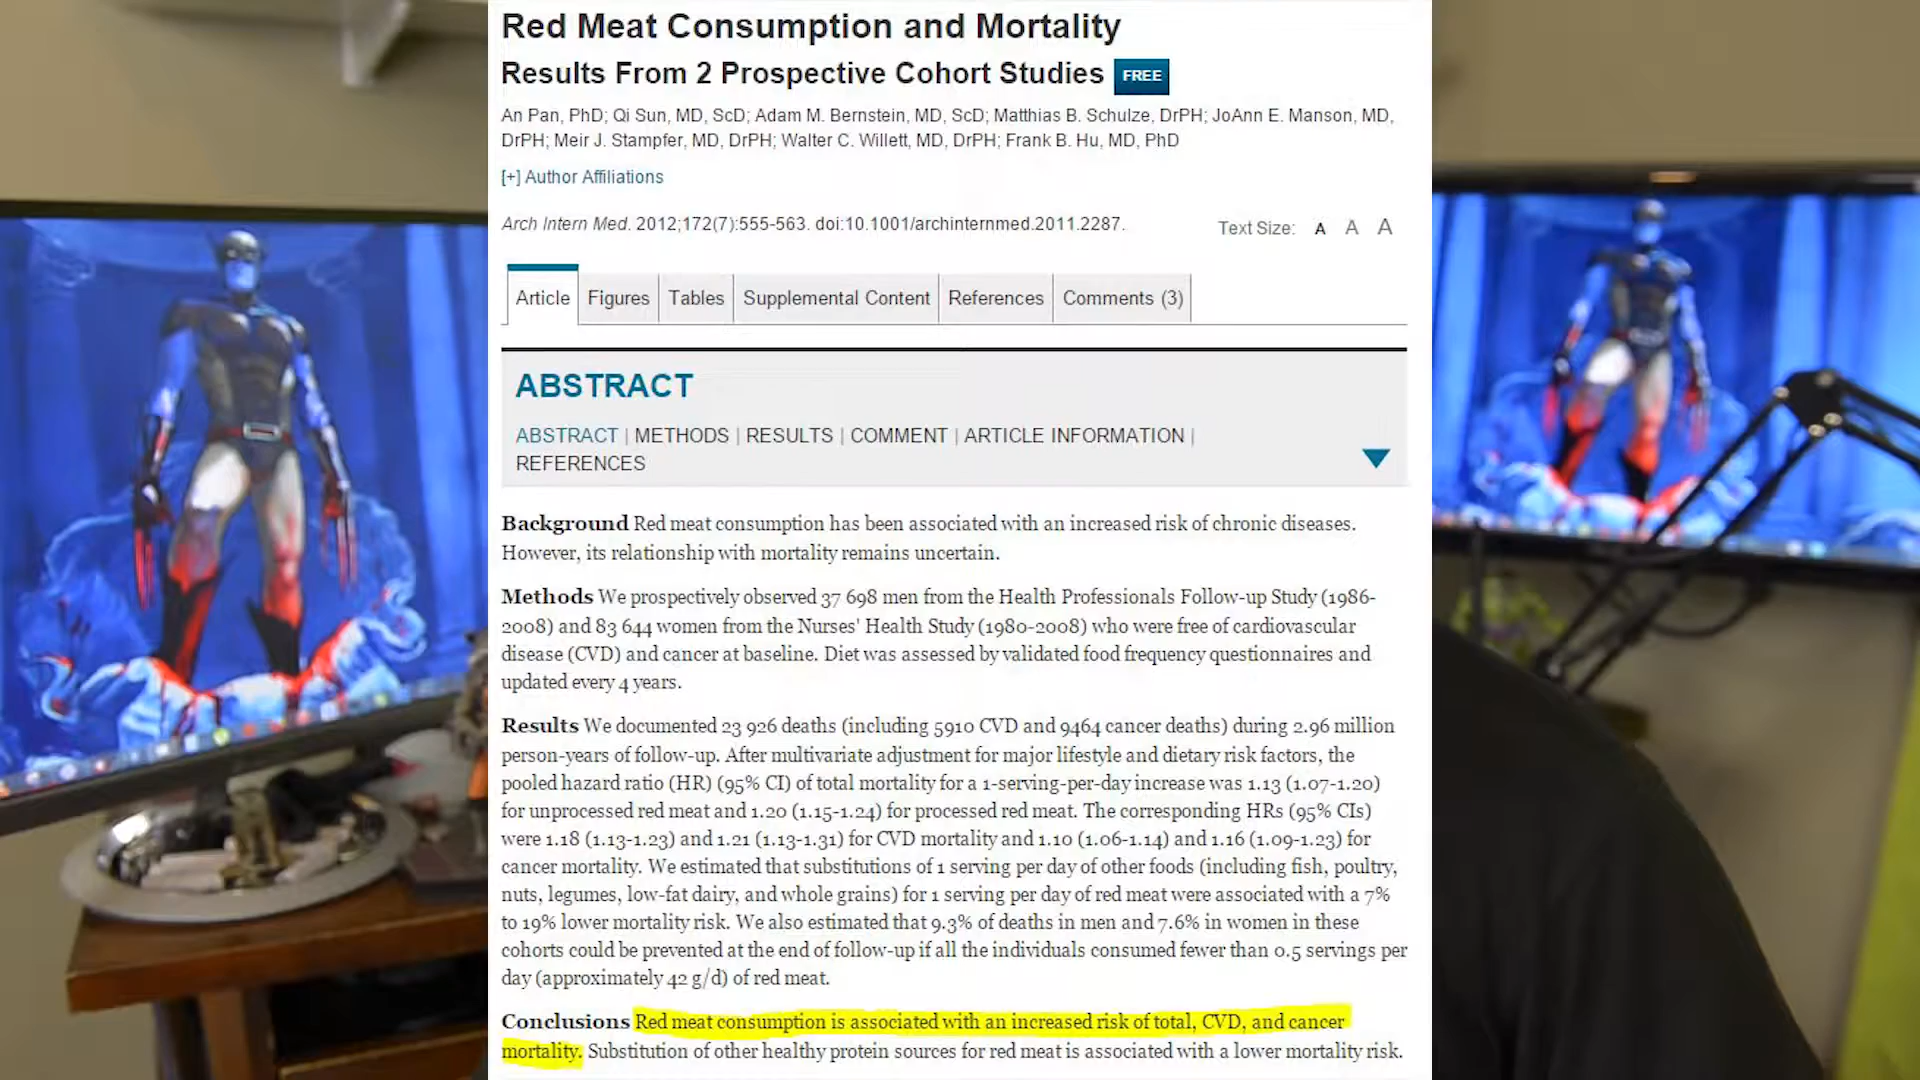 Red Meat Consumption and Mortality
Results From 2 Prospective Cohort Studies FREE
An Pan, PhD; Qi Sun, MD, ScD; Adam M. Bernstein, MD, ScD; Matthias B. Schulze, DrPH; JoAnn E. Manson, MD,
DrPH; Meir J. Stampfer, MD, DrPH; Walter C. Willett, MD, DrPH; Frank B. Hu, MD, PhD
[+] Author Affiliations
Arch Intern Med. 2012;172(7):555-563. doi:10.1001/archinternmed.2011.2287.
Text Size: A A A
Article Figures Tables Supplemental Content References Comments (3)
ABSTRACT
ABSTRACT | METHODS | RESULTS | COMMENT | ARTICLE INFORMATION |
REFERENCES
Background Red meat consumption has been associated with an increased risk of chronic diseases.
However, its relationship with mortality remains uncertain.
Methods We prospectively observed 37 698 men from the Health Professionals Follow-up Study (1986-
2008) and 83 644 women from the Nurses' Health Study (1980-2008) who were free of cardiovascular
disease (CVD) and cancer at baseline. Diet was assessed by validated food frequency questionnaires and
updated every 4 years.
Results We documented 23 926 deaths (including 5910 CVD and 9464 cancer deaths) during 2.96 million
person-years of follow-up. After multivariate adjustment for major lifestyle and dietary risk factors, the
pooled hazard ratio (HR) (95% CI) of total mortality for a 1-serving-per-day increase was 1.13 (1.07-1.20)
for unprocessed red meat and 1.20 (1.15-1.24) for processed red meat. The corresponding HRs (95% CIs)
were 1.18 (1.13-1.23) and 1.21 (1.13-1.31) for CVD mortality and 1.10 (1.06-1.14) and 1.16 (1.09-1.23) for
cancer mortality. We estimated that substitutions of 1 serving per day of other foods (including fish, poultry,
nuts, legumes, low-fat dairy, and whole grains) for 1 serving per day of red meat were associated with a 7%
to 19% lower mortality risk. We also estimated that 9.3% of deaths in men and 7.6% in women in these
cohorts could be prevented at the end of follow-up if all the individuals consumed fewer than 0.5 servings per
day (approximately 42 g/d) of red meat.
Conclusions Red meat consumption is associated with an increased risk of total, CVD, and cancer
mortality. Substitution of other healthy protein sources for red meat is associated with a lower mortality risk.